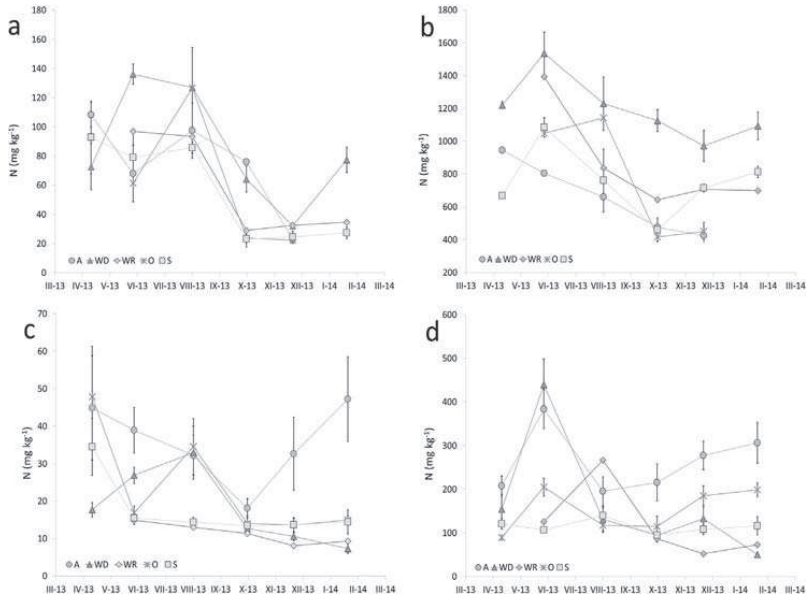 a
N (mg kg⁻¹)
180
160
140
120
100
80
60
40
20
0
A WD WR O S
III-13 IV-13 V-13 VI-13 VII-13 VIII-13 IX-13 X-13 XI-13 XII-13 I-14 II-14 III-14
b
N (mg kg⁻¹)
1800
1600
1400
1200
1000
800
600
400
200
A WD WR O S
III-13 IV-13 V-13 VI-13 VII-13 VIII-13 IX-13 X-13 XI-13 XII-13 I-14 II-14 III-14
c
N (mg kg⁻¹)
70
60
50
40
30
20
10
0
A WD WR O S
III-13 IV-13 V-13 VI-13 VII-13 VIII-13 IX-13 X-13 XI-13 XII-13 I-14 II-14 III-14
d
N (mg kg⁻¹)
600
500
400
300
200
100
0
A WD WR O S
III-13 IV-13 V-13 VI-13 VII-13 VIII-13 IX-13 X-13 XI-13 XII-13 I-14 II-14 III-14